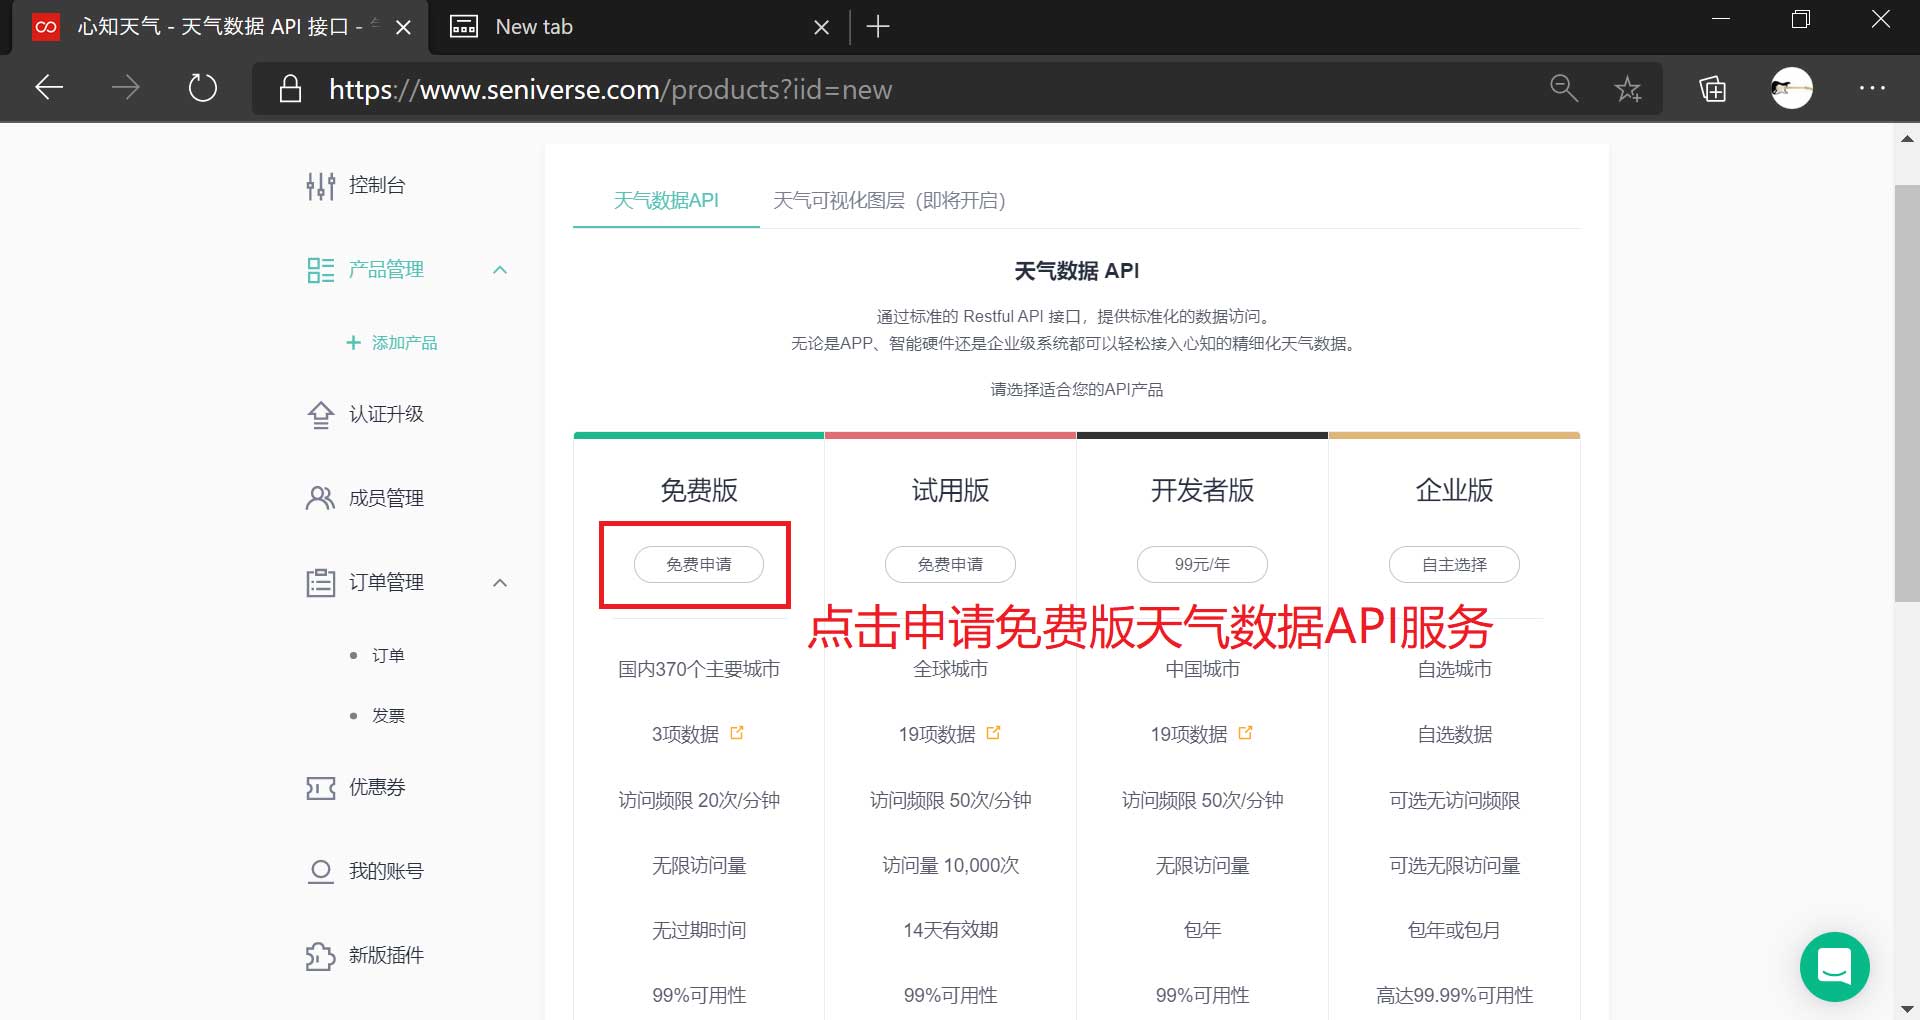 心知天气 - 天气数据 API 接口 -
New tab
https://www.seniverse.com/products?iid=new
控制台
产品管理
添加产品
认证升级
成员管理
订单管理
订单
发票
优惠券
我的账号
新版插件
天气数据API 天气可视化图层（即将开启）
天气数据 API
通过标准的 Restful API 接口，提供标准化的数据访问。
无论是APP、智能硬件还是企业级系统都可以轻松接入心知的精细化天气数据。
请选择适合您的API产品
免费版 试用版 开发者版 企业版
免费申请 免费申请 99元/年 自主选择
点击申请免费版天气数据API服务
国内370个主要城市 全球城市 中国城市 自选城市
3项数据 19项数据 19项数据 自选数据
访问频限 20次/分钟 访问频限 50次/分钟 访问频限 50次/分钟 可选无访问频限
无限访问量 访问量 10,000次 无限访问量 可选无限访问量
无过期时间 14天有效期 包年 包年或包月
99%可用性 99%可用性 99%可用性 高达99.99%可用性